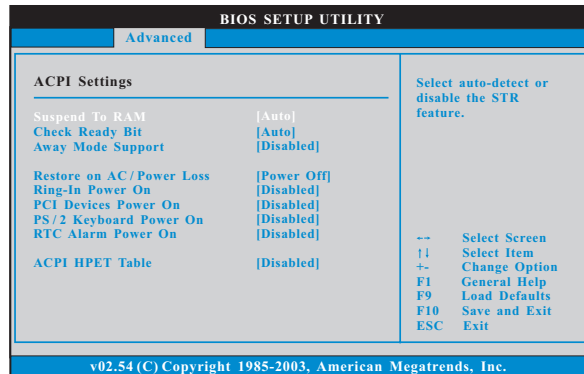 BIOS SETUP UTILITY
Advanced
ACPI Settings
Suspend To RAM [Auto]
Check Ready Bit [Auto]
Away Mode Support [Disabled]
Restore on AC/Power Loss [Power Off]
Ring-In Power On [Disabled]
PCI Devices Power On [Disabled]
PS/2 Keyboard Power On [Disabled]
RTC Alarm Power On [Disabled]
ACPI HPET Table [Disabled]
Select auto-detect or
disable the STR
feature.
←→ Select Screen
↑↓ Select Item
+- Change Option
F1 General Help
F9 Load Defaults
F10 Save and Exit
ESC Exit
v02.54 (C) Copyright 1985-2003, American Megatrends, Inc.